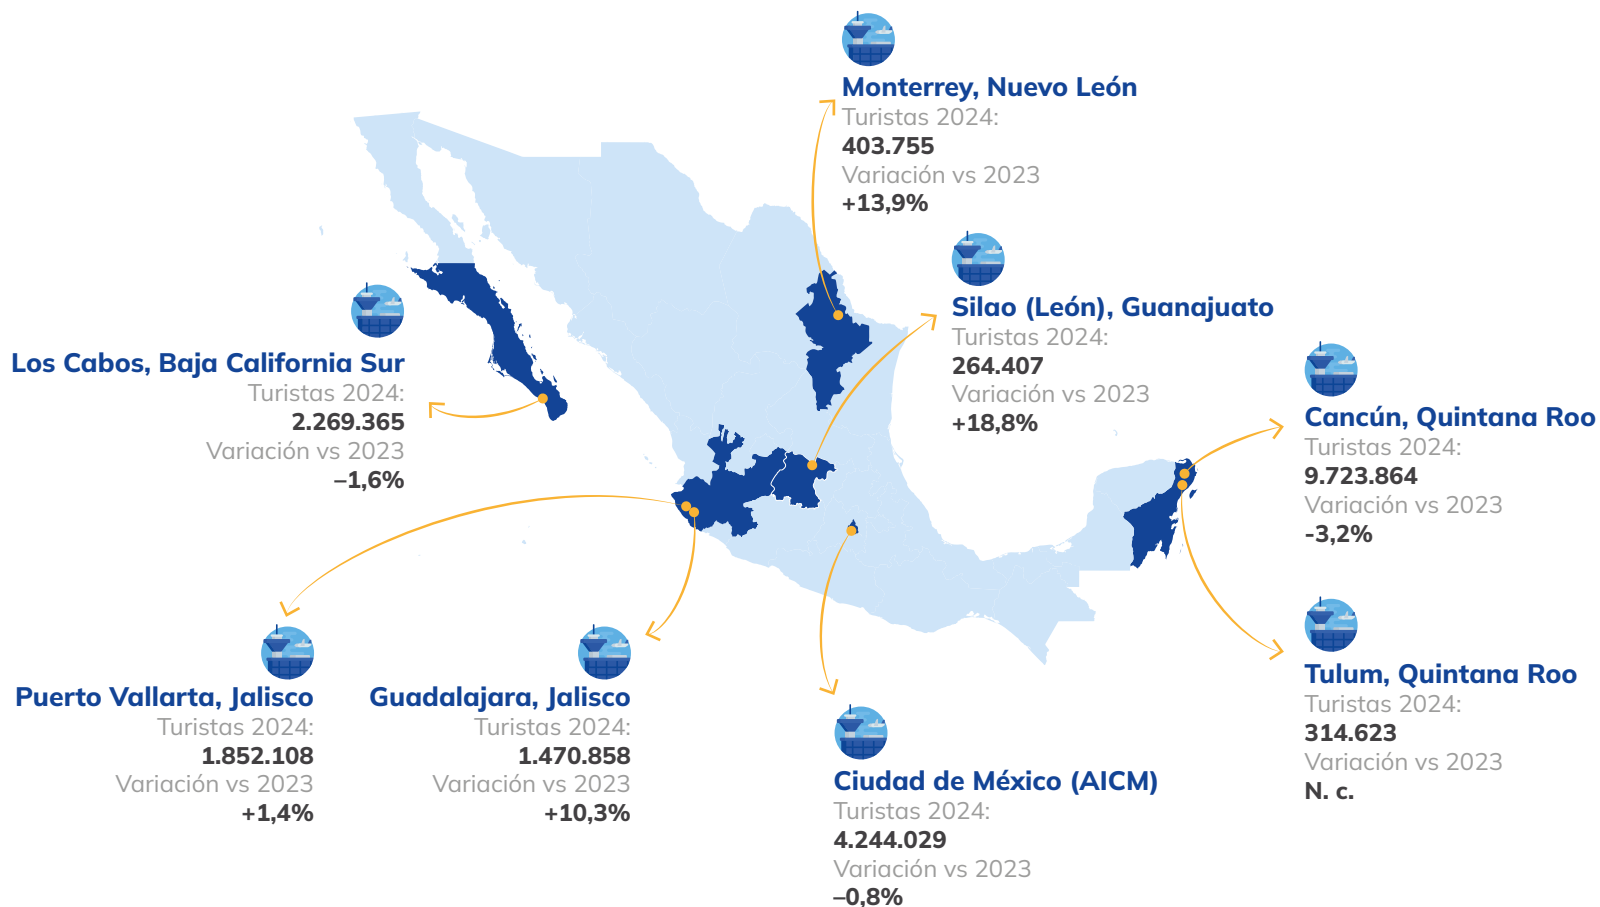 Monterrey, Nuevo León
Turistas 2024:
403.755
Variación vs 2023
+13,9%
Silao (León), Guanajuato
Turistas 2024:
264.407
Variación vs 2023
+18,8%
Los Cabos, Baja California Sur
Turistas 2024:
2.269.365
Variación vs 2023
–1,6%
Cancún, Quintana Roo
Turistas 2024:
9.723.864
Variación vs 2023
-3,2%
Tulum, Quintana Roo
Turistas 2024:
314.623
Variación vs 2023
N. c.
Puerto Vallarta, Jalisco
Turistas 2024:
1.852.108
Variación vs 2023
+1,4%
Guadalajara, Jalisco
Turistas 2024:
1.470.858
Variación vs 2023
+10,3%
Ciudad de México (AICM)
Turistas 2024:
4.244.029
Variación vs 2023
–0,8%